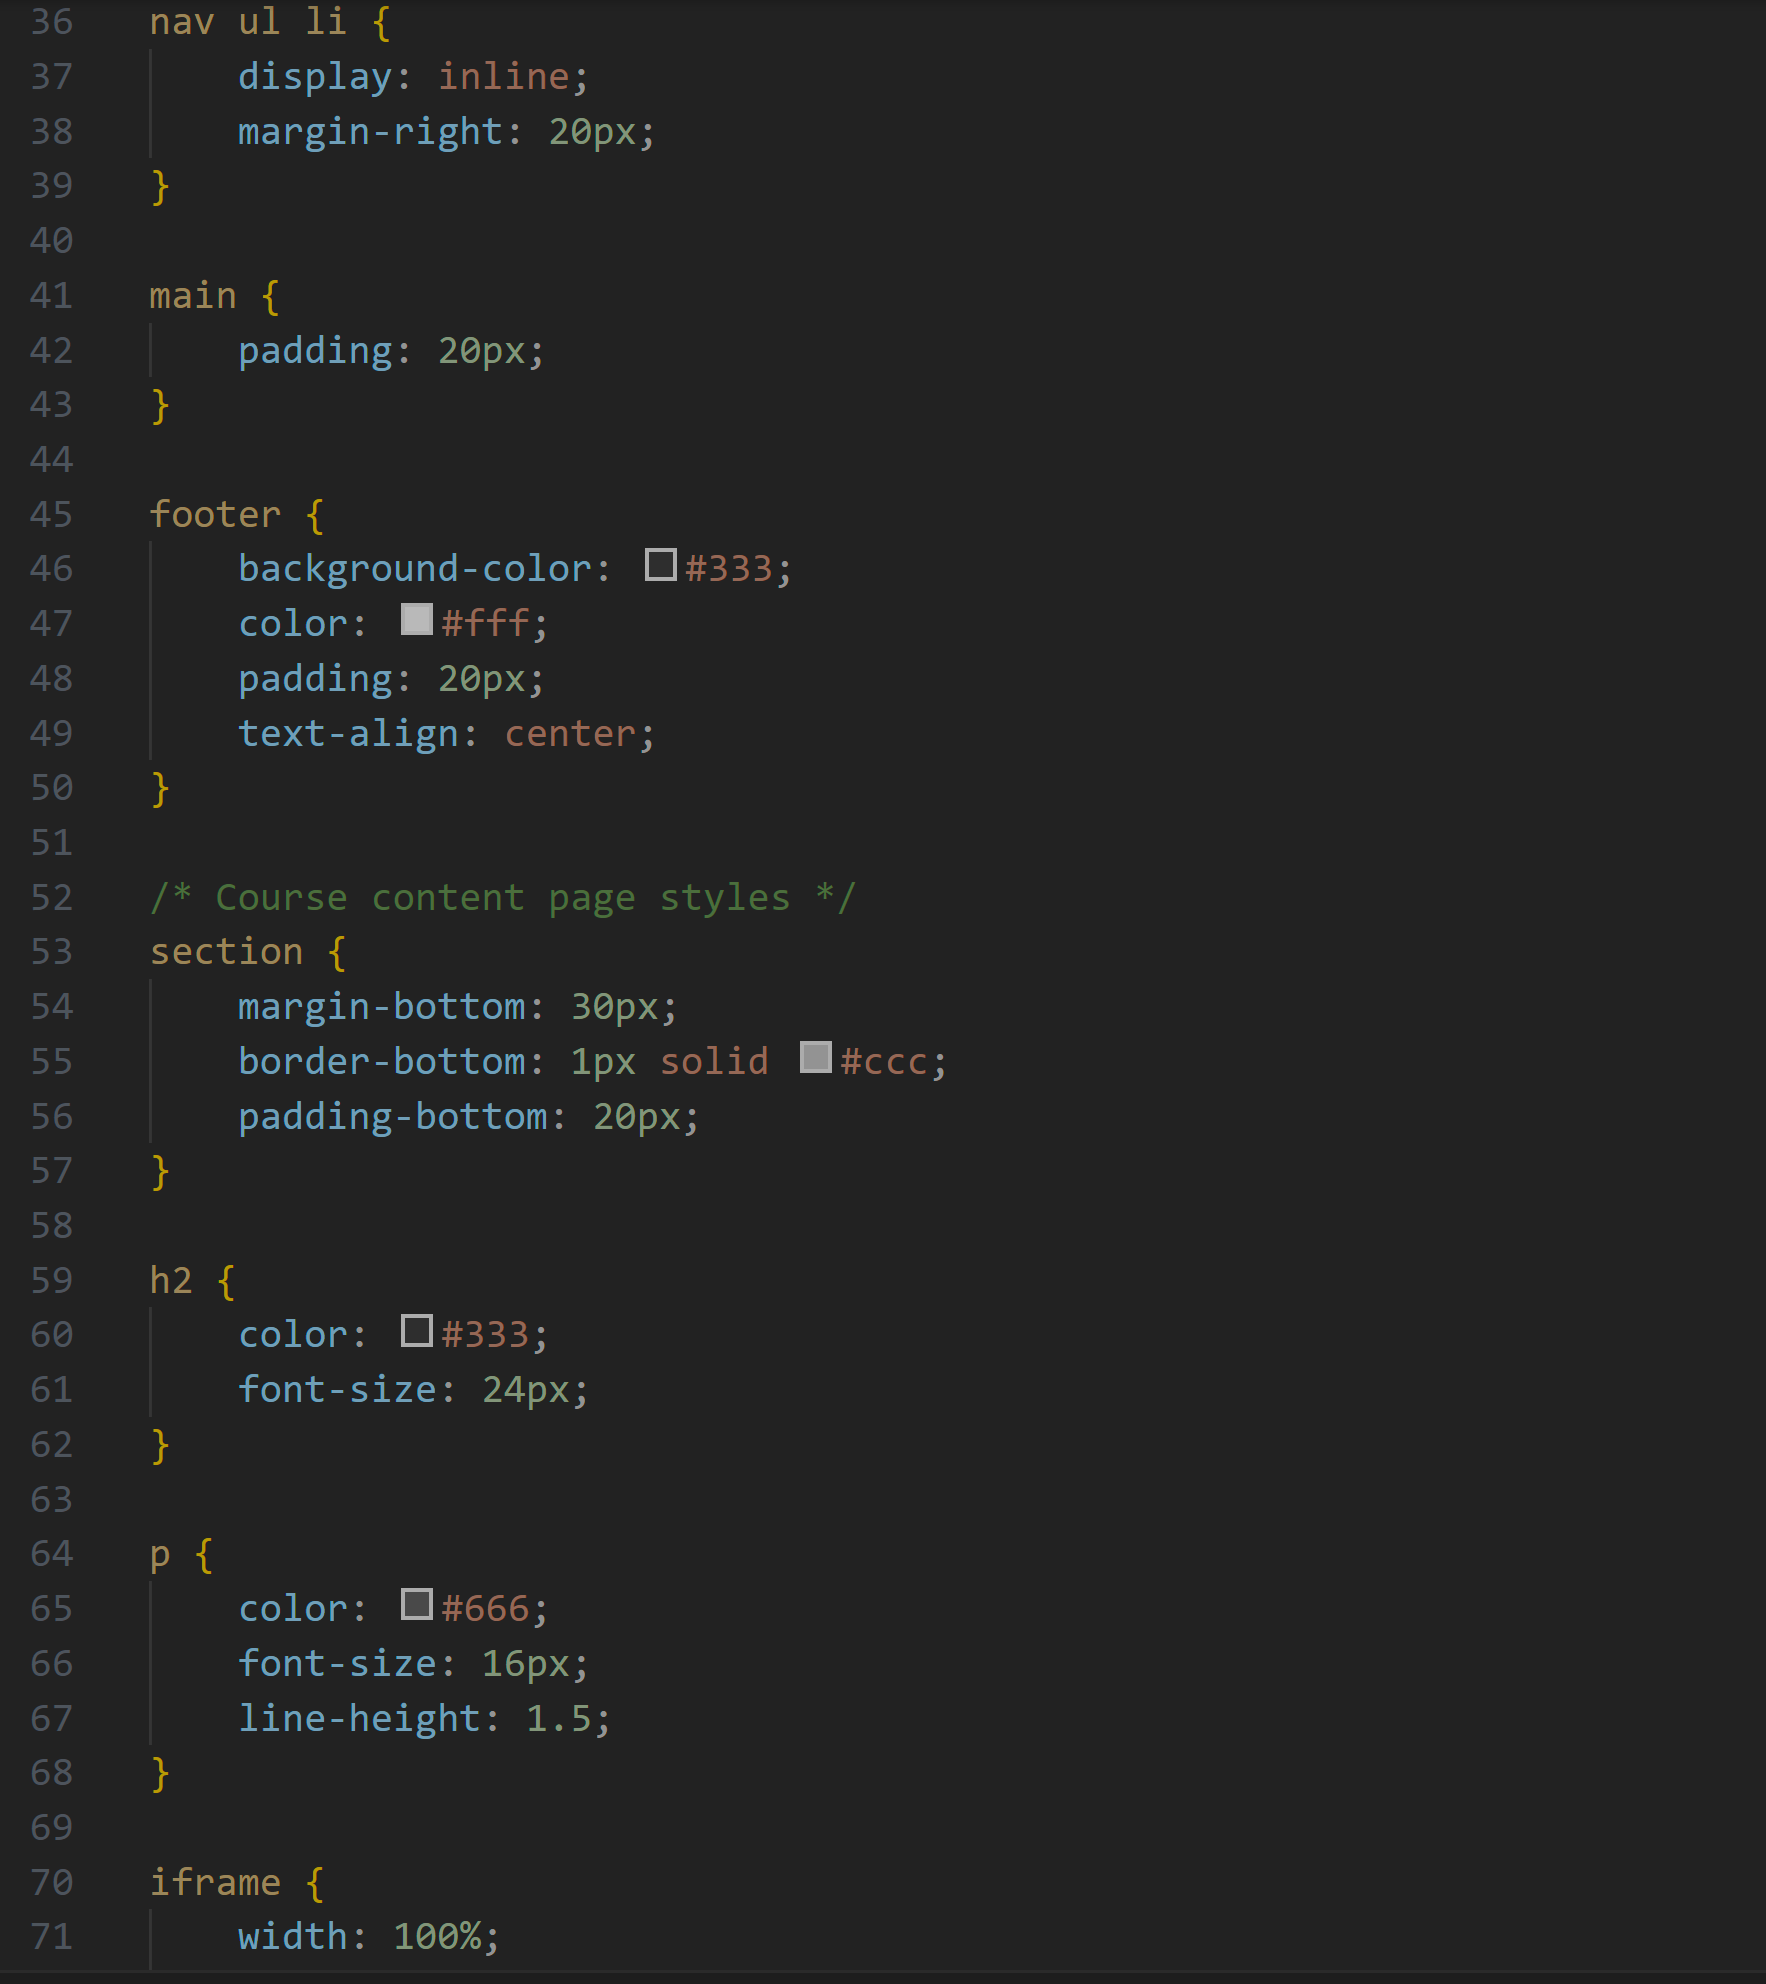 36 nav ul li {
37     display: inline;
38     margin-right: 20px;
39 }
40
41 main {
42     padding: 20px;
43 }
44
45 footer {
46     background-color: #333;
47     color: #fff;
48     padding: 20px;
49     text-align: center;
50 }
51
52 /* Course content page styles */
53 section {
54     margin-bottom: 30px;
55     border-bottom: 1px solid #ccc;
56     padding-bottom: 20px;
57 }
58
59 h2 {
60     color: #333;
61     font-size: 24px;
62 }
63
64 p {
65     color: #666;
66     font-size: 16px;
67     line-height: 1.5;
68 }
69
70 iframe {
71     width: 100%;